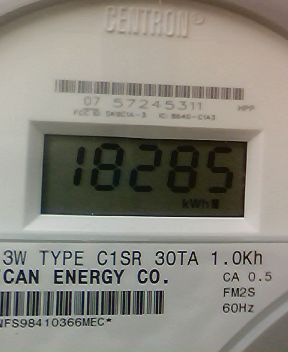 CENTRON
07 57245311 HPP
18285
kWh
3W TYPE C1SR 30TA 1.0Kh
CAN ENERGY CO. CA 0.5
FM2S
60Hz
NFS98410366MEC*